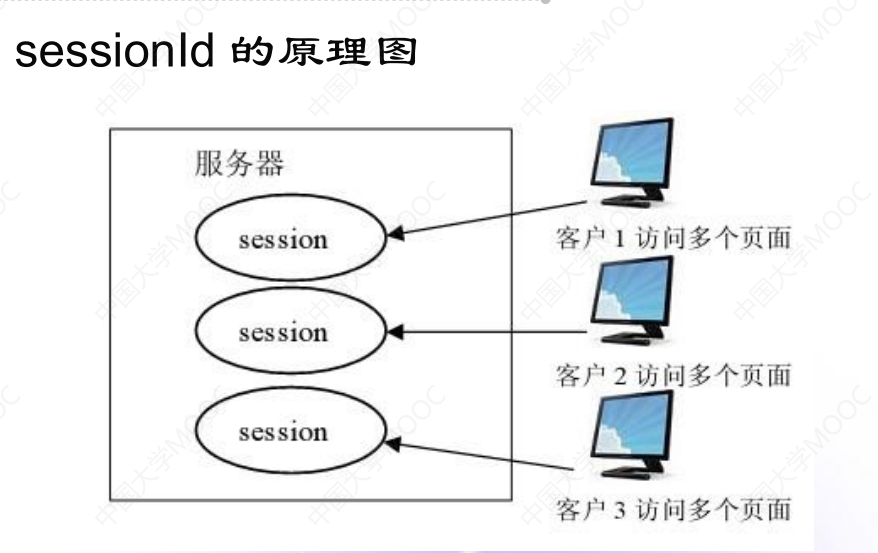 sessionId 的原理图
服务器
session
客户 1 访问多个页面
session
客户 2 访问多个页面
session
客户 3 访问多个页面
中国大学MOOC